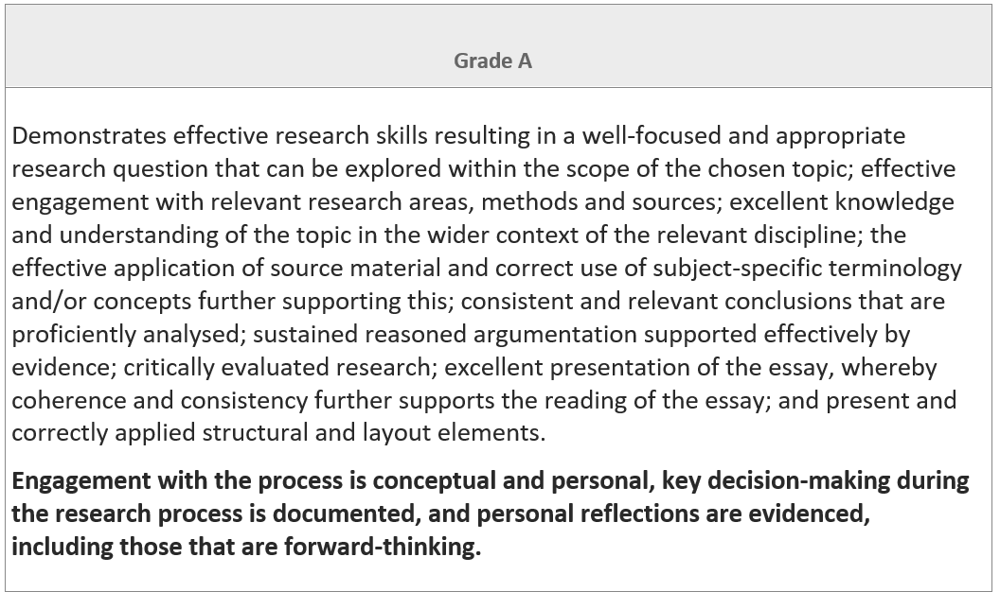 Grade A
Demonstrates effective research skills resulting in a well-focused and appropriate
research question that can be explored within the scope of the chosen topic; effective
engagement with relevant research areas, methods and sources; excellent knowledge
and understanding of the topic in the wider context of the relevant discipline; the
effective application of source material and correct use of subject-specific terminology
and/or concepts further supporting this; consistent and relevant conclusions that are
proficiently analysed; sustained reasoned argumentation supported effectively by
evidence; critically evaluated research; excellent presentation of the essay, whereby
coherence and consistency further supports the reading of the essay; and present and
correctly applied structural and layout elements.
Engagement with the process is conceptual and personal, key decision-making during
the research process is documented, and personal reflections are evidenced,
including those that are forward-thinking.